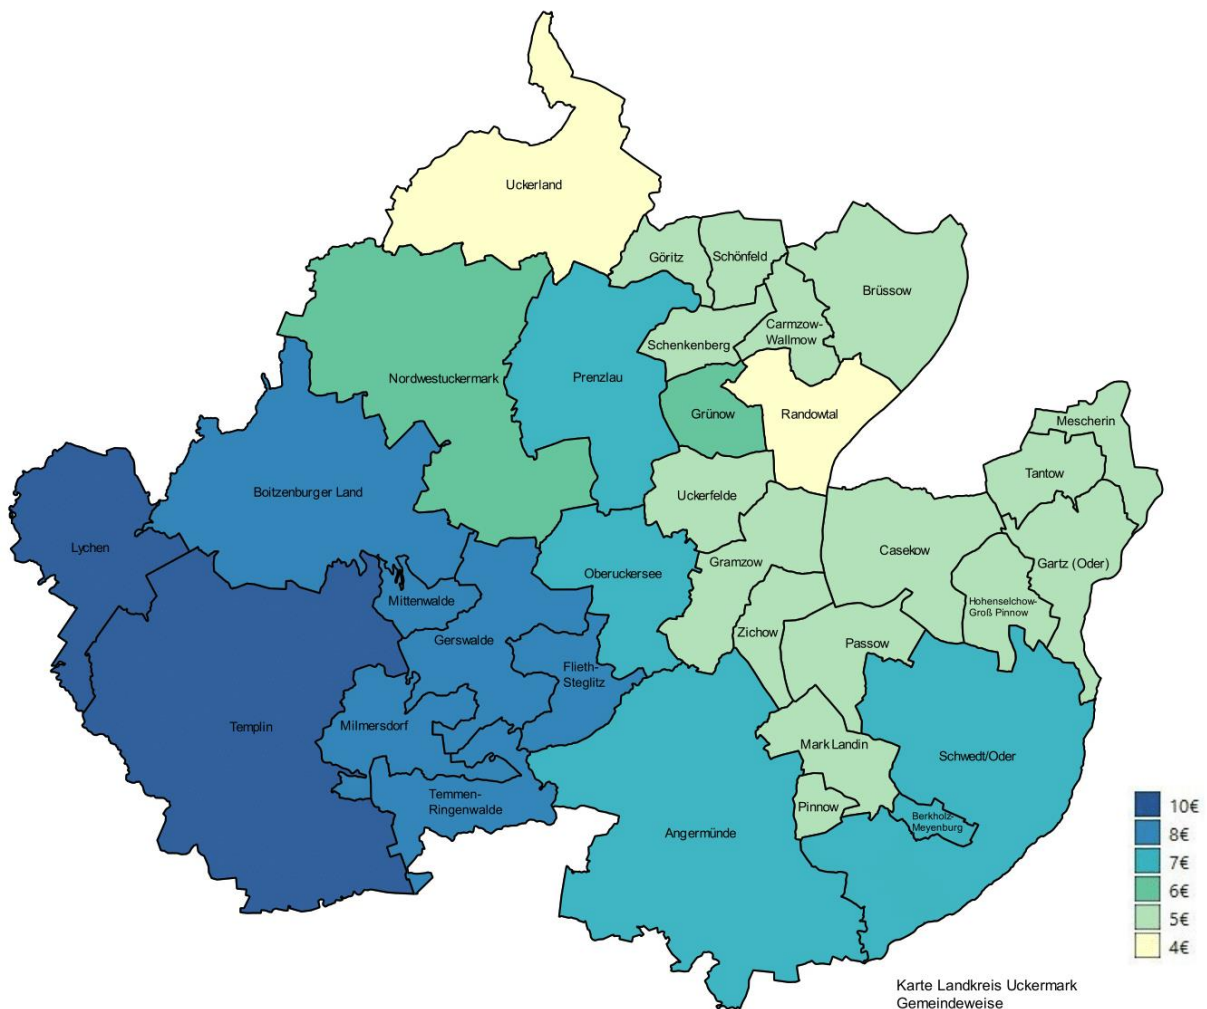 Uckerland
Göritz
Schönfeld
Brüssow
Carmzow-
Wallmow
Schenkenberg
Nordwestuckermark
Prenzlau
Grünow
Randowtal
Mescherin
Tantow
Boitzenburger Land
Uckerfelde
Lychen
Casekow
Gramzow
Gartz (Oder)
Oberuckersee
Mittenwalde
Hohenselchow-
Groß Pinnow
Zichow
Gerswalde
Passow
Flieth-
Steglitz
Templin
Milmersdorf
Mark Landin
Schwedt/Oder
Temmen-
Ringenwalde
Pinnow
Berkholz-
Meyenburg
Angermünde
10€
8€
7€
6€
5€
4€
Karte Landkreis Uckermark
Gemeindeweise